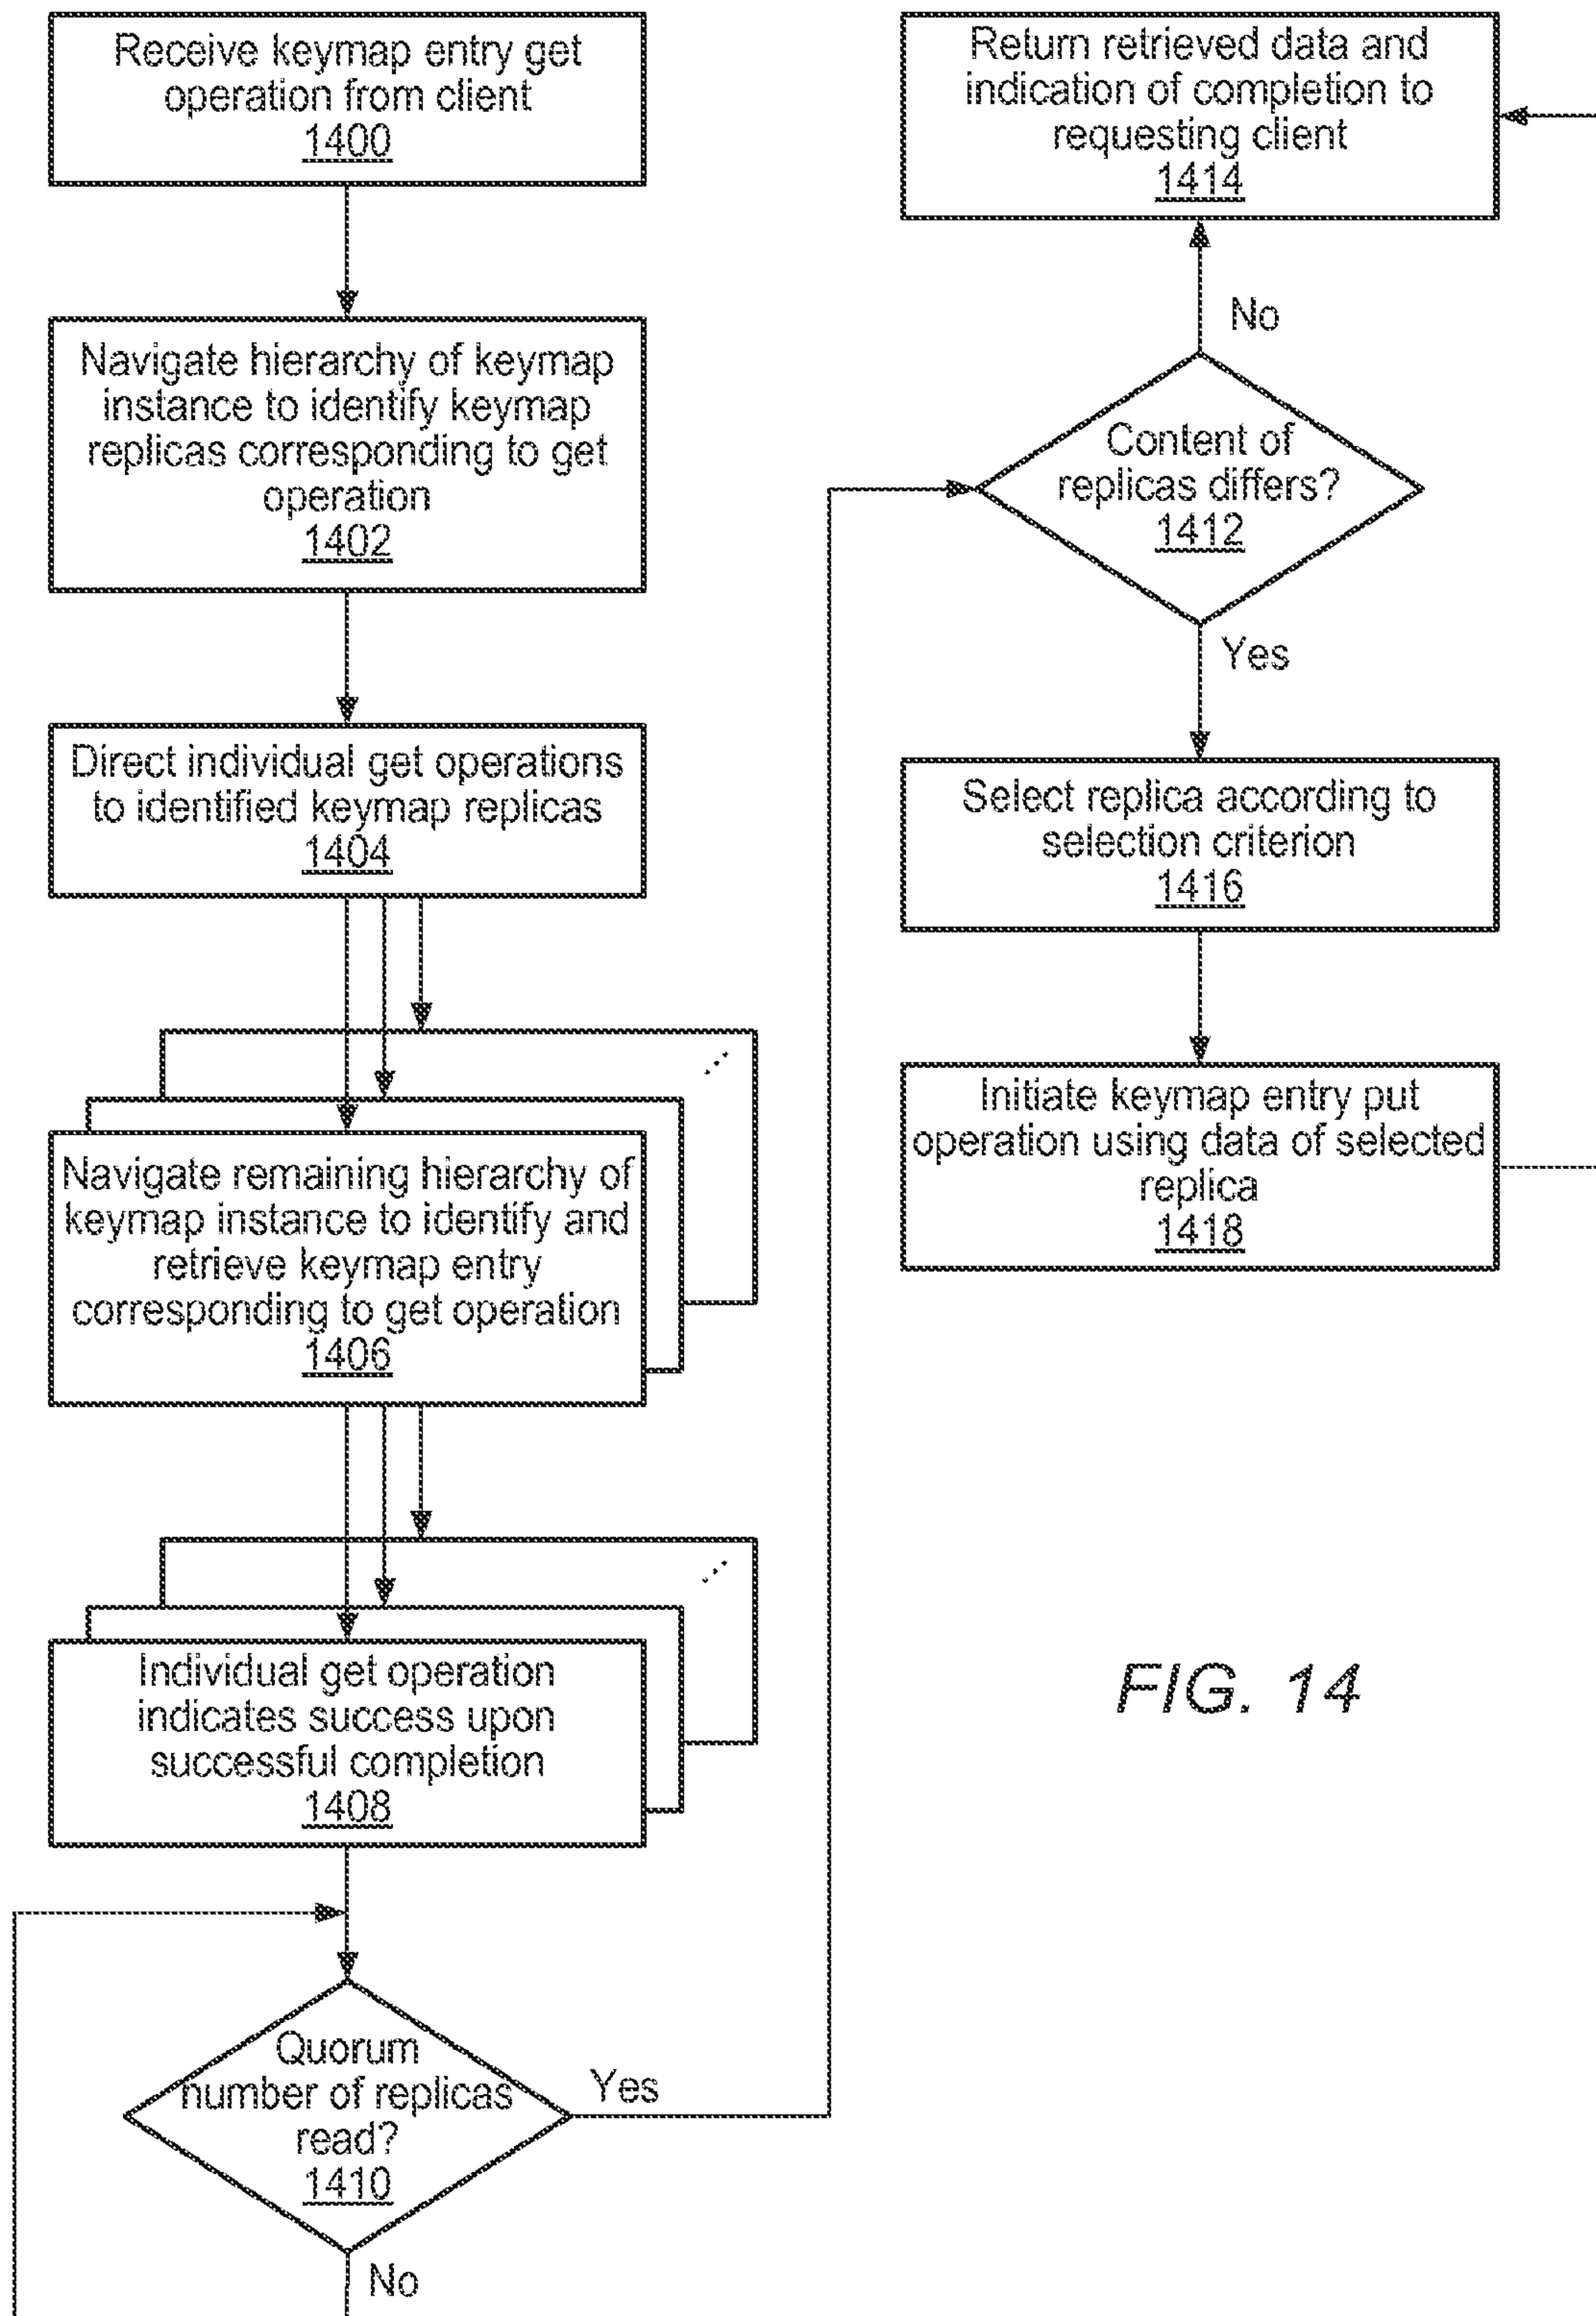 Receive keymap entry get
operation from client
1400
Navigate hierarchy of keymap
instance to identify keymap
replicas corresponding to get
operation
1402
Direct individual get operations
to identified keymap replicas
1404
Navigate remaining hierarchy of
keymap instance to identify and
retrieve keymap entry
corresponding to get operation
1406
Individual get operation
indicates success upon
successful completion
1408
Quorum
number of replicas
read?
1410
Yes
No
Return retrieved data and
indication of completion to
requesting client
1414
No
Content of
replicas differs?
1412
Yes
Select replica according to
selection criterion
1416
Initiate keymap entry put
operation using data of selected
replica
1418
FIG. 14